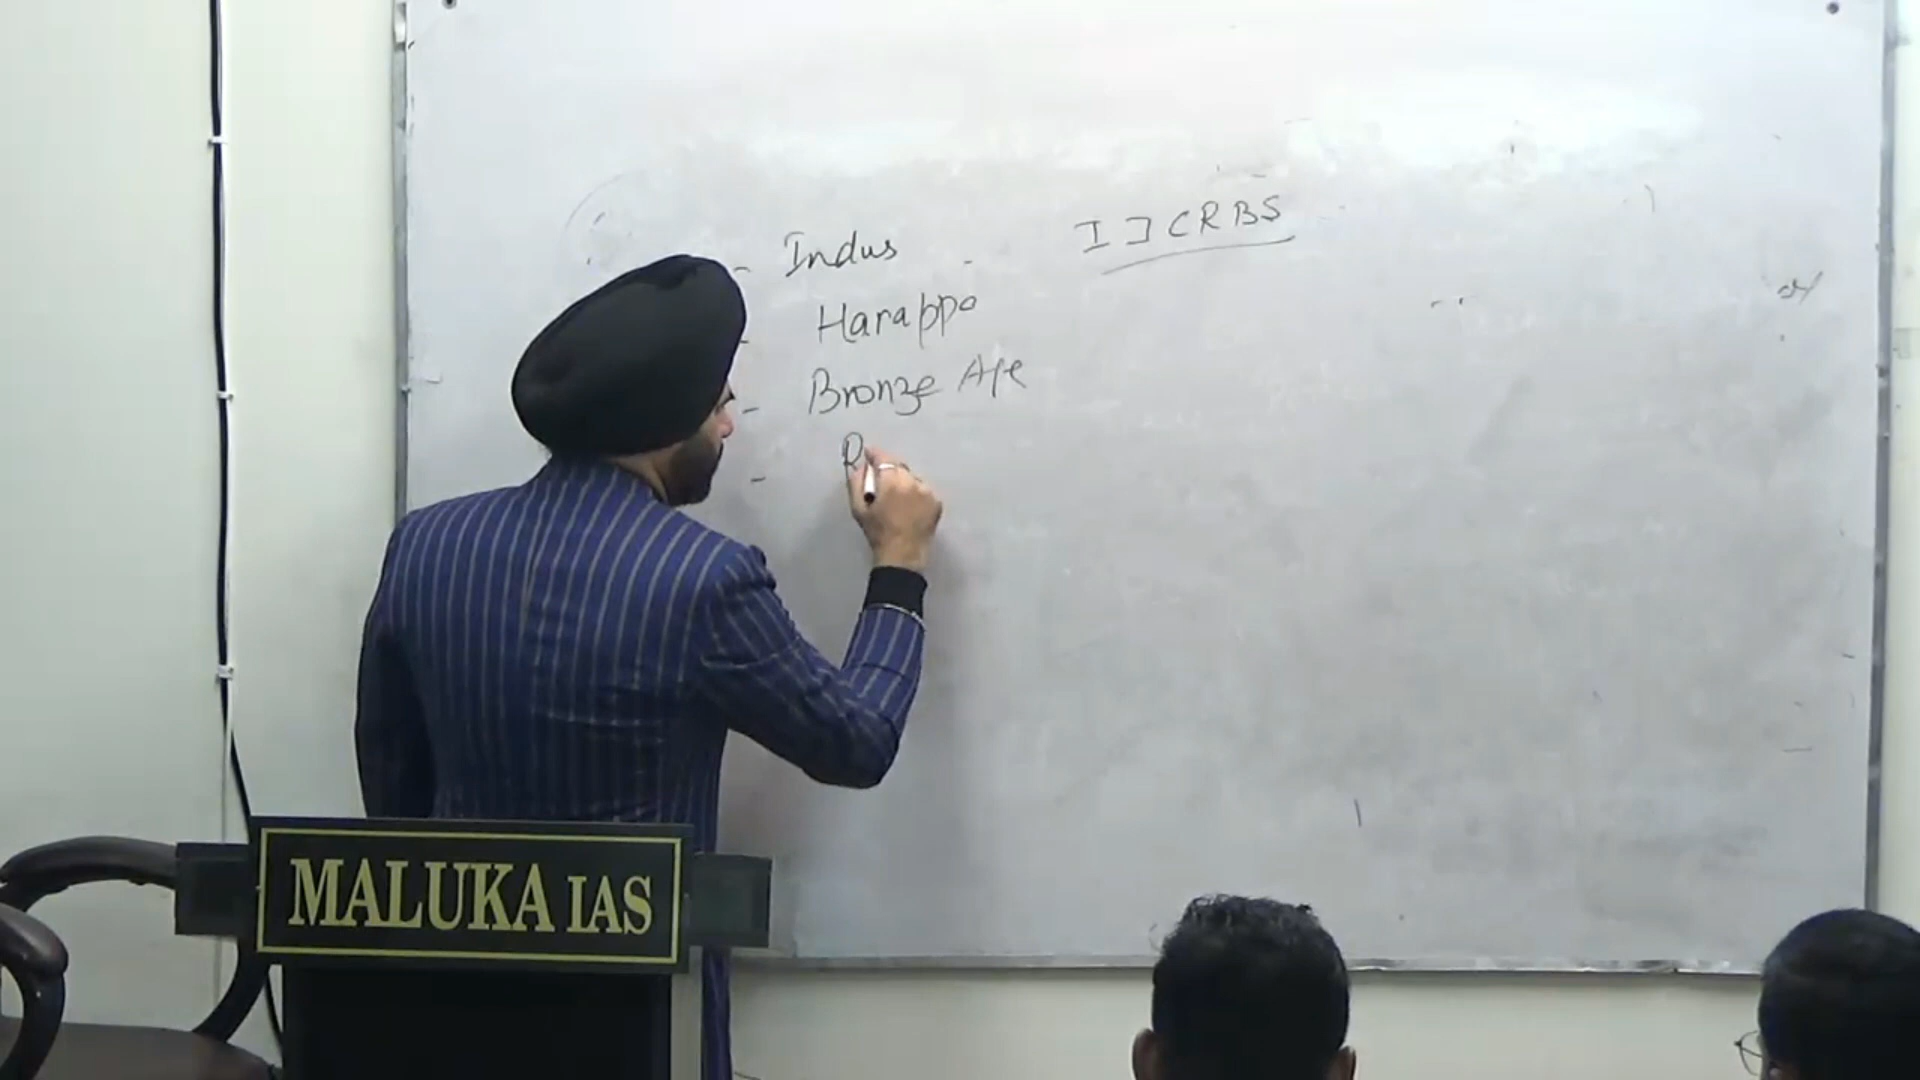 I J C R B S
- Indus
- Harappa
- Bronze Age
- R
MALUKA IAS